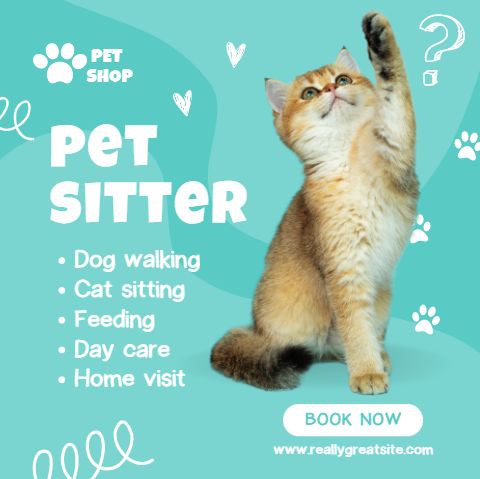 PET
SHOP
?
PET
SITTER
• Dog walking
• Cat sitting
• Feeding
• Day care
• Home visit
BOOK NOW
www.reallygreatsite.com